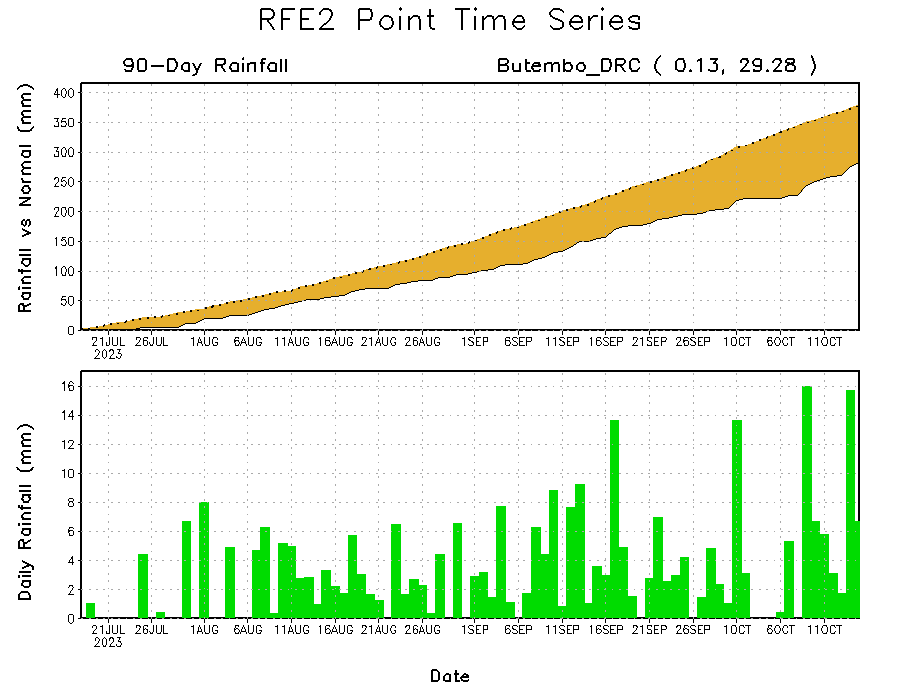 RFE2 Point Time Series
90-Day Rainfall
Butembo_DRC ( 0.13, 29.28 )
Rainfall vs Normal (mm)
400
350
300
250
200
150
100
50
0
21JUL 26JUL 1AUG 6AUG 11AUG 16AUG 21AUG 26AUG 1SEP 6SEP 11SEP 16SEP 21SEP 26SEP 1OCT 6OCT 11OCT
2023
Daily Rainfall (mm)
16
14
12
10
8
6
4
2
0
21JUL 26JUL 1AUG 6AUG 11AUG 16AUG 21AUG 26AUG 1SEP 6SEP 11SEP 16SEP 21SEP 26SEP 1OCT 6OCT 11OCT
2023
Date